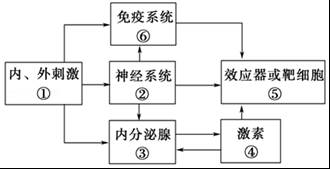 免疫系统
⑥
内、外刺激
①
神经系统
②
效应器或靶细胞
⑤
内分泌腺
③
激素
④